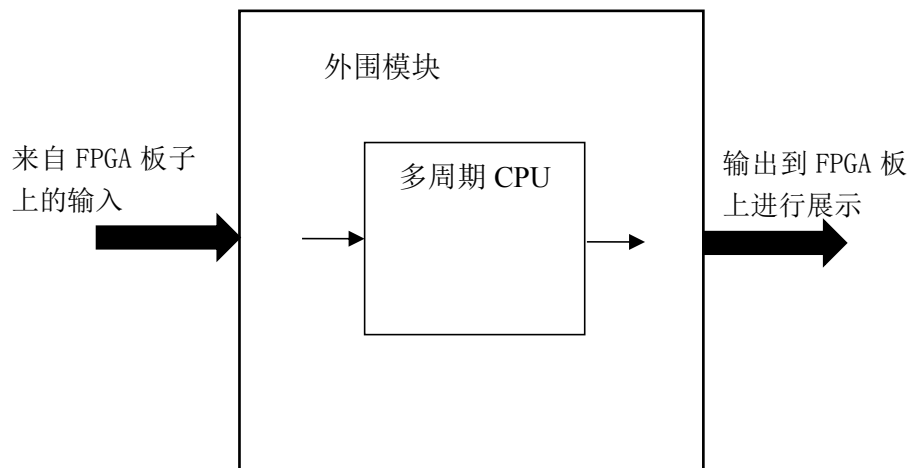 外围模块
来自 FPGA 板子
上的输入
多周期 CPU
输出到 FPGA 板
上进行展示